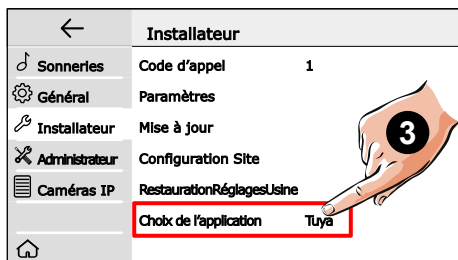 Installateur
Sonneries
Général
Installateur
Administrateur
Caméras IP
Code d'appel 1
Paramètres
Mise à jour
Configuration Site
RestaurationRéglagesUsine
Choix de l'application Tuya
3